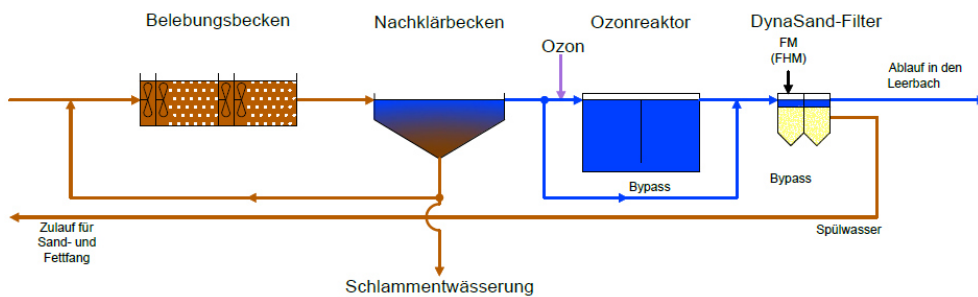 Belebungsbecken
Nachklärbecken
Ozonreaktor
DynaSand-Filter
Ozon
FM
(FHM)
Ablauf in den
Leerbach
Bypass
Bypass
Zulauf für
Sand- und
Fettfang
Spülwasser
Schlammentwässerung